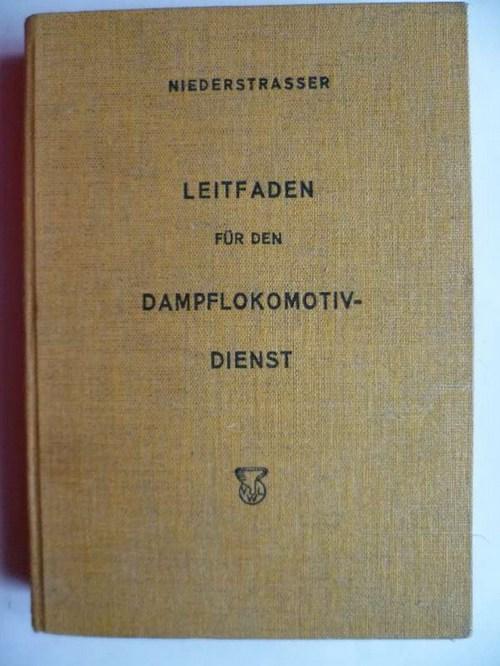 NIEDERSTRASSER
LEITFADEN
FÜR DEN
DAMPFLOKOMOTIV-
DIENST